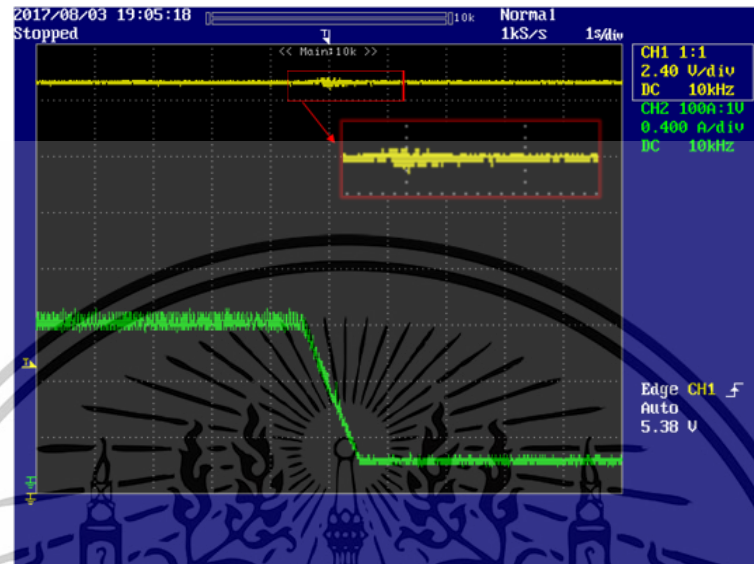 2017/08/03 19:05:18 10k Normal
Stopped 1kS/s 1s/div
<< Main:10k >>
CH1 1:1
2.40 V/div
DC 10kHz
CH2 100A:1V
0.400 A/div
DC 10kHz
Edge CH1
Auto
5.38 V